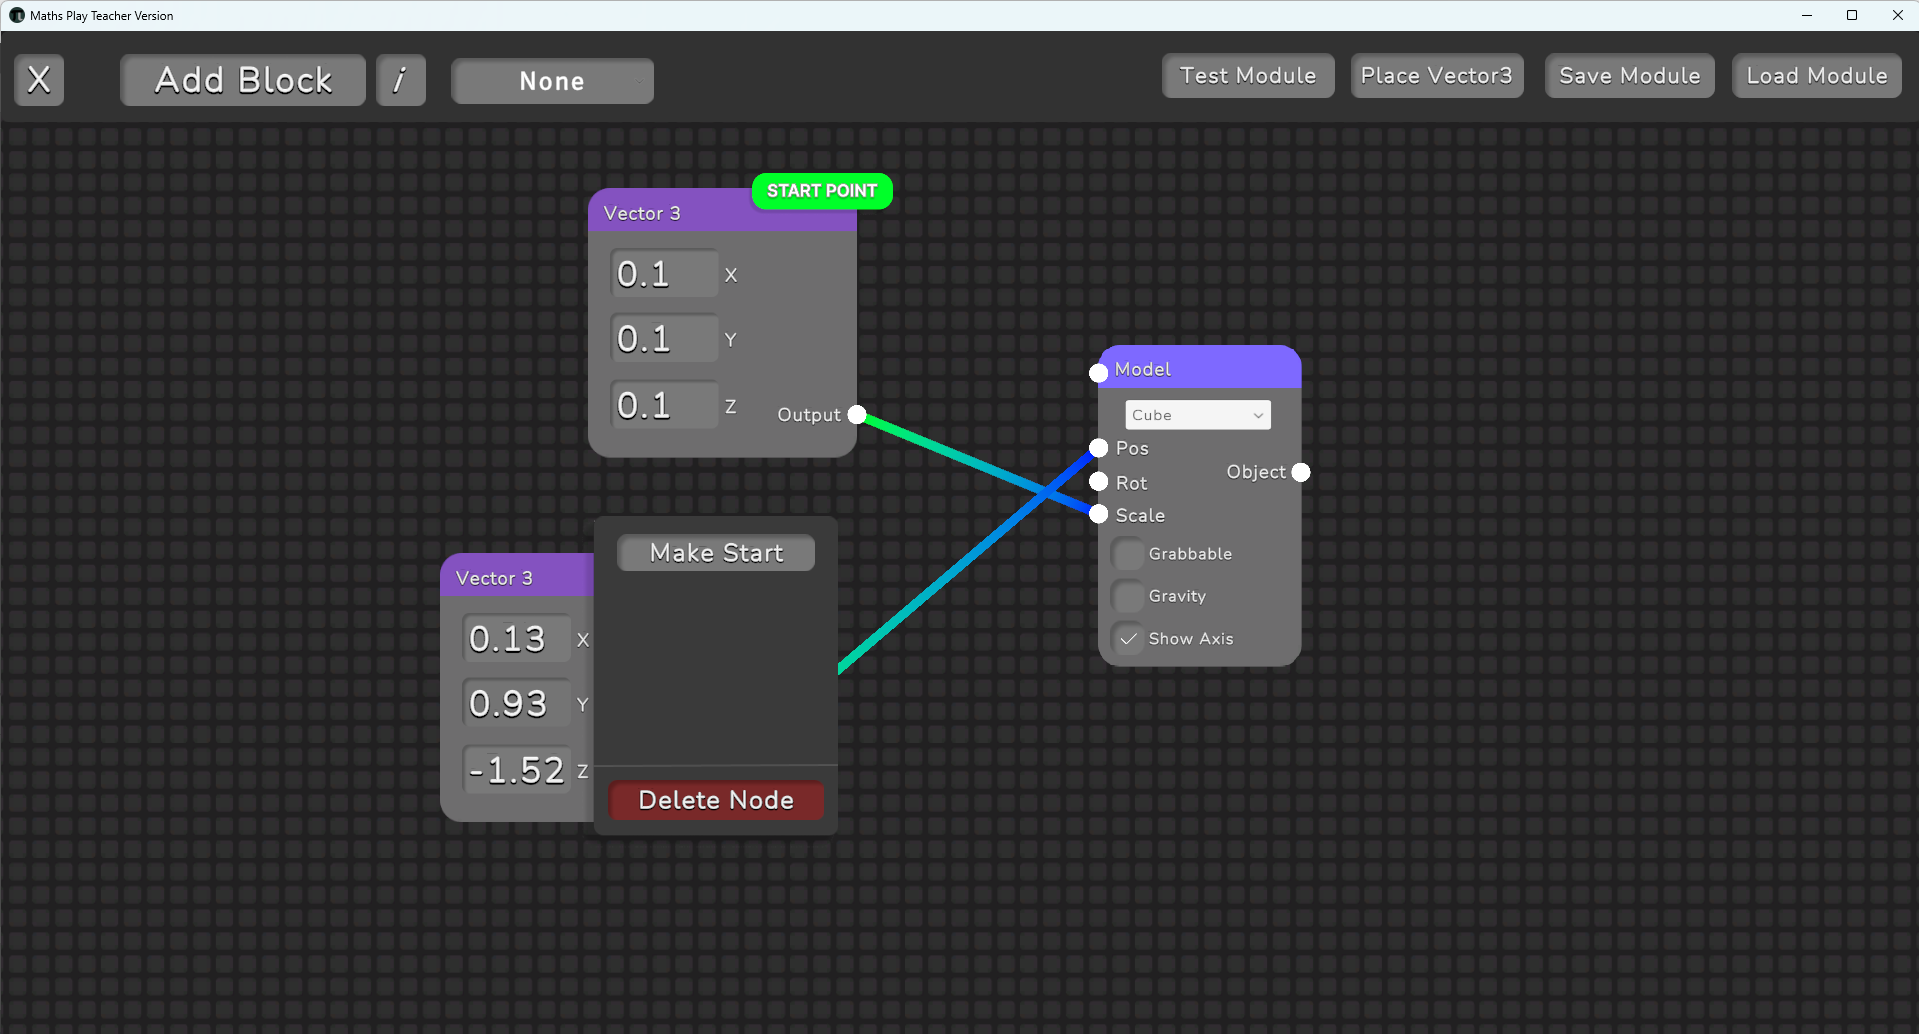 Maths Play Teacher Version
X
Add Block
i
None
Test Module
Place Vector3
Save Module
Load Module
START POINT
Vector 3
0.1 X
0.1 Y
0.1 Z
Output
Model
Cube
Pos
Object
Rot
Scale
Grabbable
Gravity
Show Axis
Vector 3
0.13 X
0.93 Y
-1.52 Z
Make Start
Delete Node